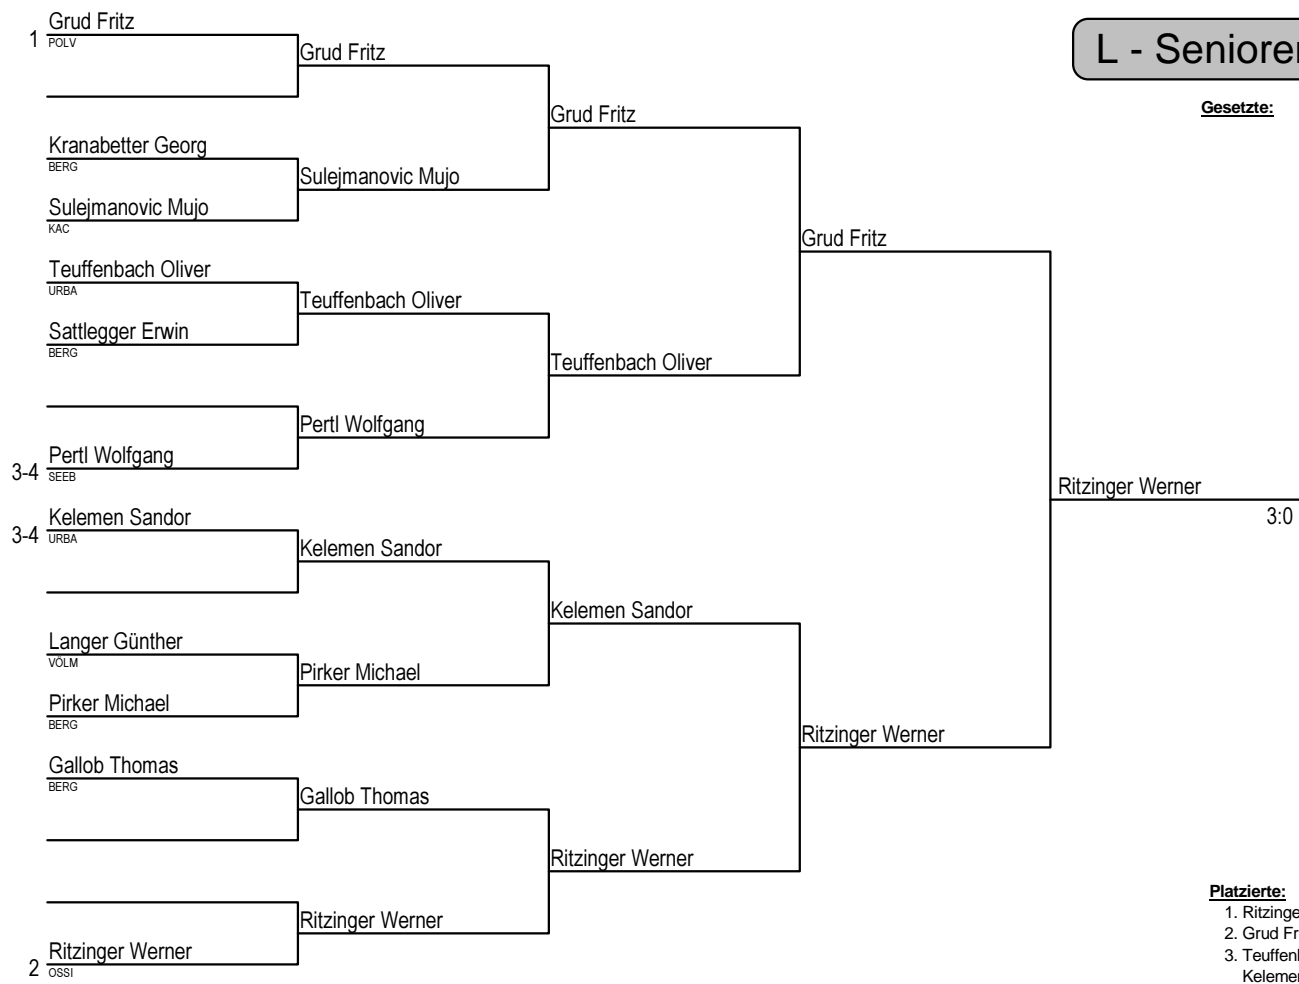 L - Senioren
Gesetzte:
Grud Fritz
1
POLV
Kranabetter Georg
BERG
Sulejmanovic Mujo
KAC
Teuffenbach Oliver
URBA
Sattlegger Erwin
BERG
Pertl Wolfgang
3-4
SEEB
Kelemen Sandor
3-4
URBA
Langer Günther
VÖLM
Pirker Michael
BERG
Gallob Thomas
BERG
Ritzinger Werner
2
OSSI
Grud Fritz
Sulejmanovic Mujo
Teuffenbach Oliver
Pertl Wolfgang
Kelemen Sandor
Pirker Michael
Gallob Thomas
Ritzinger Werner
Grud Fritz
Teuffenbach Oliver
Kelemen Sandor
Ritzinger Werner
Grud Fritz
Ritzinger Werner
Ritzinger Werner
3:0
Platzierte:
1. Ritzinge
2. Grud Fr
3. Teuffenl
Kelemen